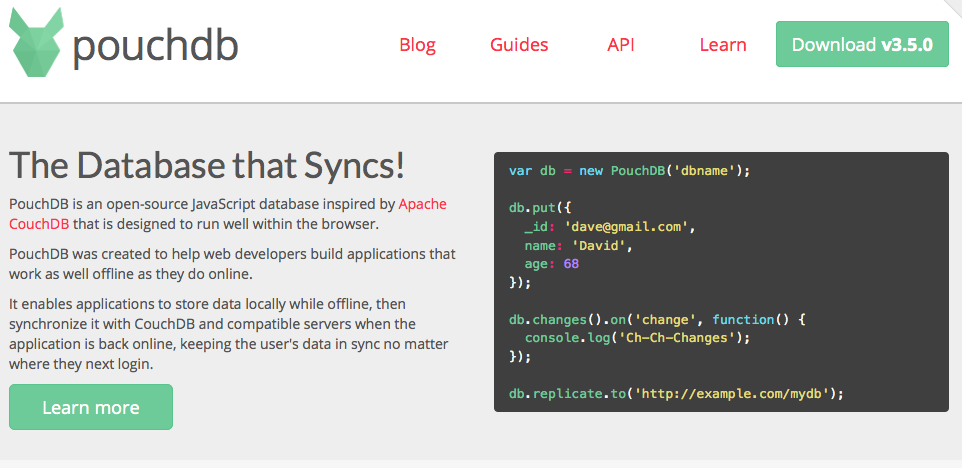 pouchdb
Blog
Guides
API
Learn
Download v3.5.0
The Database that Syncs!
PouchDB is an open-source JavaScript database inspired by Apache
CouchDB that is designed to run well within the browser.
PouchDB was created to help web developers build applications that
work as well offline as they do online.
It enables applications to store data locally while offline, then
synchronize it with CouchDB and compatible servers when the
application is back online, keeping the user's data in sync no matter
where they next login.
Learn more
var db = new PouchDB('dbname');
db.put({
  _id: 'dave@gmail.com',
  name: 'David',
  age: 68
});
db.changes().on('change', function() {
  console.log('Ch-Ch-Changes');
});
db.replicate.to('http://example.com/mydb');